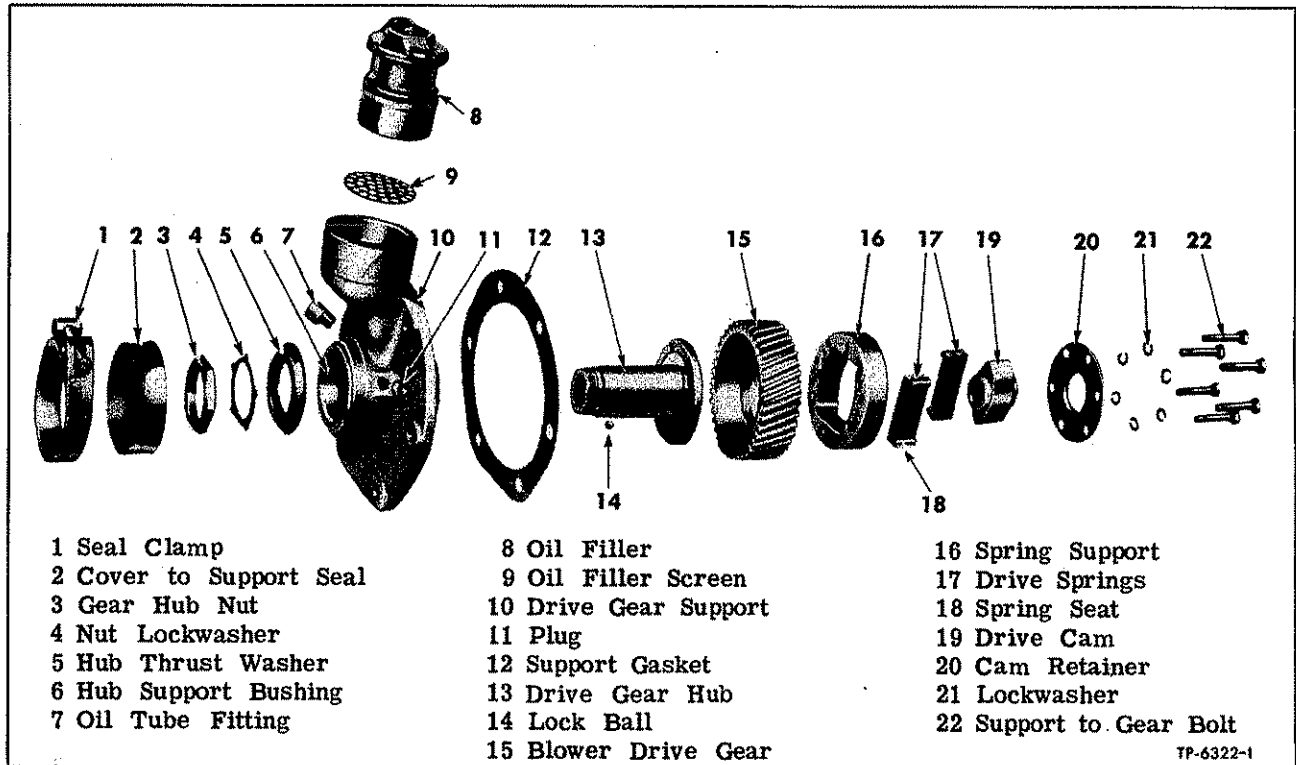 8
9
1 2 3 4 5 6 7 10 11 12 13 15 16 17 19 20 21 22
14
18
1 Seal Clamp
2 Cover to Support Seal
3 Gear Hub Nut
4 Nut Lockwasher
5 Hub Thrust Washer
6 Hub Support Bushing
7 Oil Tube Fitting
8 Oil Filler
9 Oil Filler Screen
10 Drive Gear Support
11 Plug
12 Support Gasket
13 Drive Gear Hub
14 Lock Ball
15 Blower Drive Gear
16 Spring Support
17 Drive Springs
18 Spring Seat
19 Drive Cam
20 Cam Retainer
21 Lockwasher
22 Support to Gear Bolt
TP-6322-1